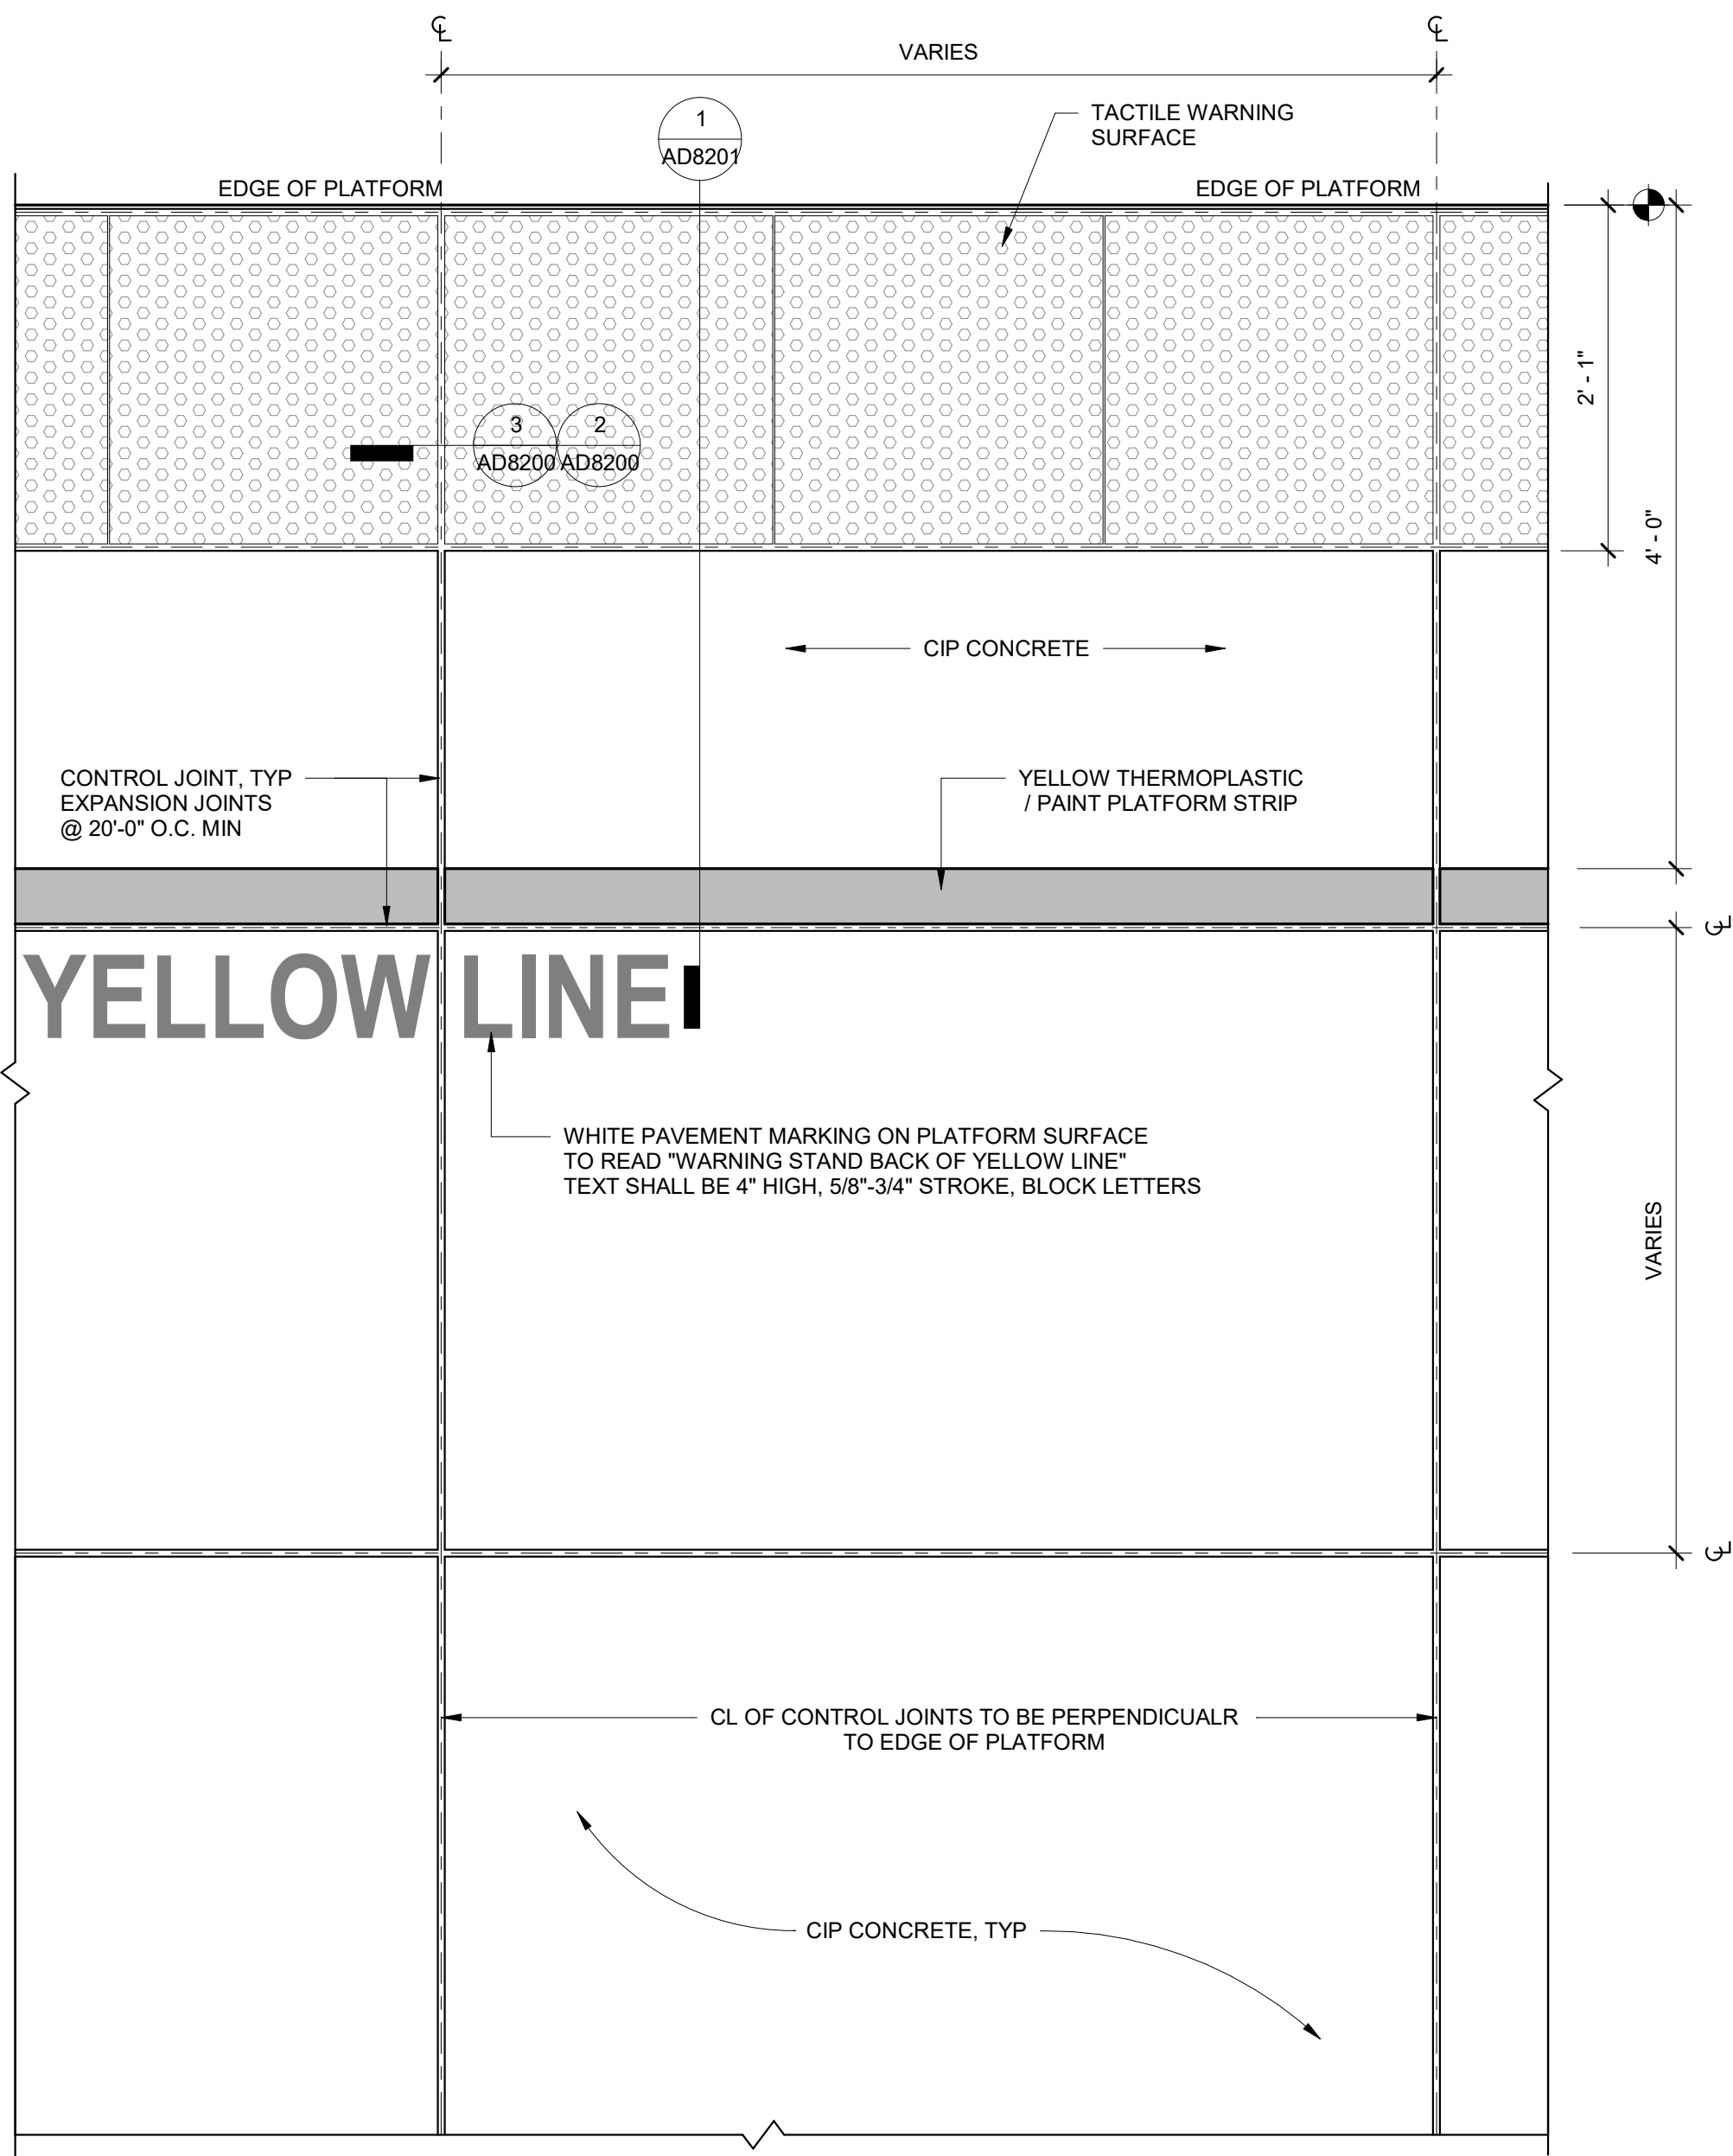 ℄
℄
VARIES
1
AD8201
TACTILE WARNING
SURFACE
EDGE OF PLATFORM
EDGE OF PLATFORM
2' - 1"
4' - 0"
3
AD8200
2
AD8200
CIP CONCRETE
CONTROL JOINT, TYP
EXPANSION JOINTS
@ 20'-0" O.C. MIN
YELLOW THERMOPLASTIC
/ PAINT PLATFORM STRIP
℄
YELLOW LINE
WHITE PAVEMENT MARKING ON PLATFORM SURFACE
TO READ "WARNING STAND BACK OF YELLOW LINE"
TEXT SHALL BE 4" HIGH, 5/8"-3/4" STROKE, BLOCK LETTERS
VARIES
℄
CL OF CONTROL JOINTS TO BE PERPENDICUALR
TO EDGE OF PLATFORM
CIP CONCRETE, TYP